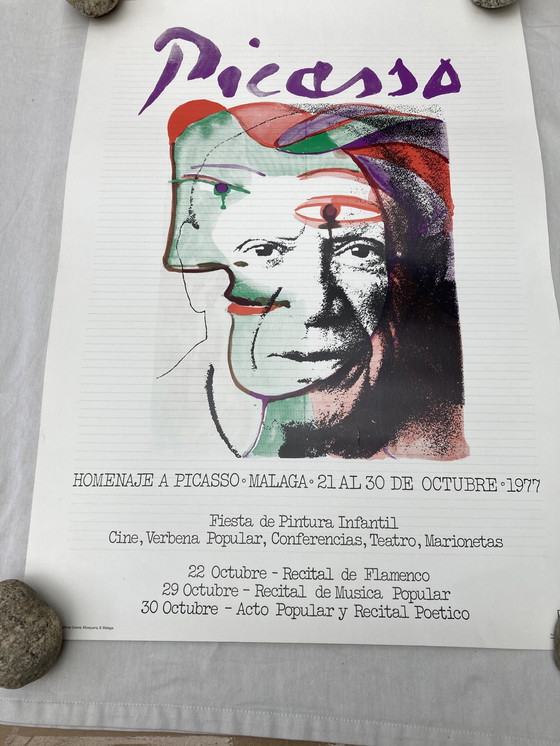 Picasso
HOMENAJE A PICASSO · MALAGA · 21 AL 30 DE OCTUBRE · 1977
Fiesta de Pintura Infantil
Cine, Verbena Popular, Conferencias, Teatro, Marionetas
22 Octubre - Recital de Flamenco
29 Octubre - Recital de Musica Popular
30 Octubre - Acto Popular y Recital Poetico
Málaga